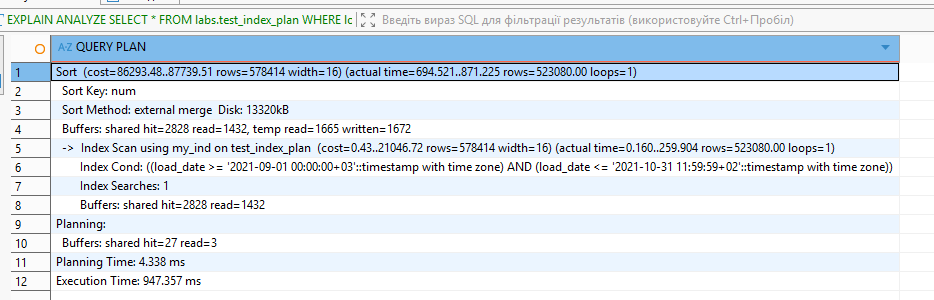 EXPLAIN ANALYZE SELECT * FROM labs.test_index_plan WHERE lc Введіть вираз SQL для фільтрації результатів (використовуйте Ctrl+Пробіл)
A-Z QUERY PLAN
1 Sort (cost=86293.48..87739.51 rows=578414 width=16) (actual time=694.521..871.225 rows=523080.00 loops=1)
2 Sort Key: num
3 Sort Method: external merge Disk: 13320kB
4 Buffers: shared hit=2828 read=1432, temp read=1665 written=1672
5 -> Index Scan using my_ind on test_index_plan (cost=0.43..21046.72 rows=578414 width=16) (actual time=0.160..259.904 rows=523080.00 loops=1)
6 Index Cond: ((load_date >= '2021-09-01 00:00:00+03'::timestamp with time zone) AND (load_date <= '2021-10-31 11:59:59+02'::timestamp with time zone))
7 Index Searches: 1
8 Buffers: shared hit=2828 read=1432
9 Planning:
10 Buffers: shared hit=27 read=3
11 Planning Time: 4.338 ms
12 Execution Time: 947.357 ms